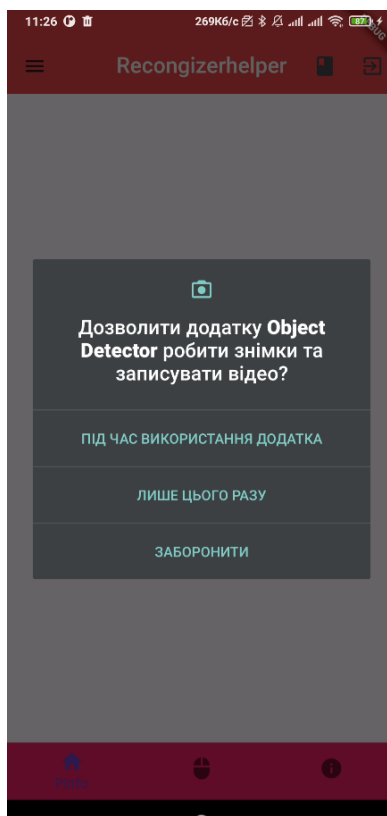 11:26
269Кб/с
87
Recongizerhelper
Дозволити додатку Object
Detector робити знімки та
записувати відео?
ПІД ЧАС ВИКОРИСТАННЯ ДОДАТКА
ЛИШЕ ЦЬОГО РАЗУ
ЗАБОРОНИТИ